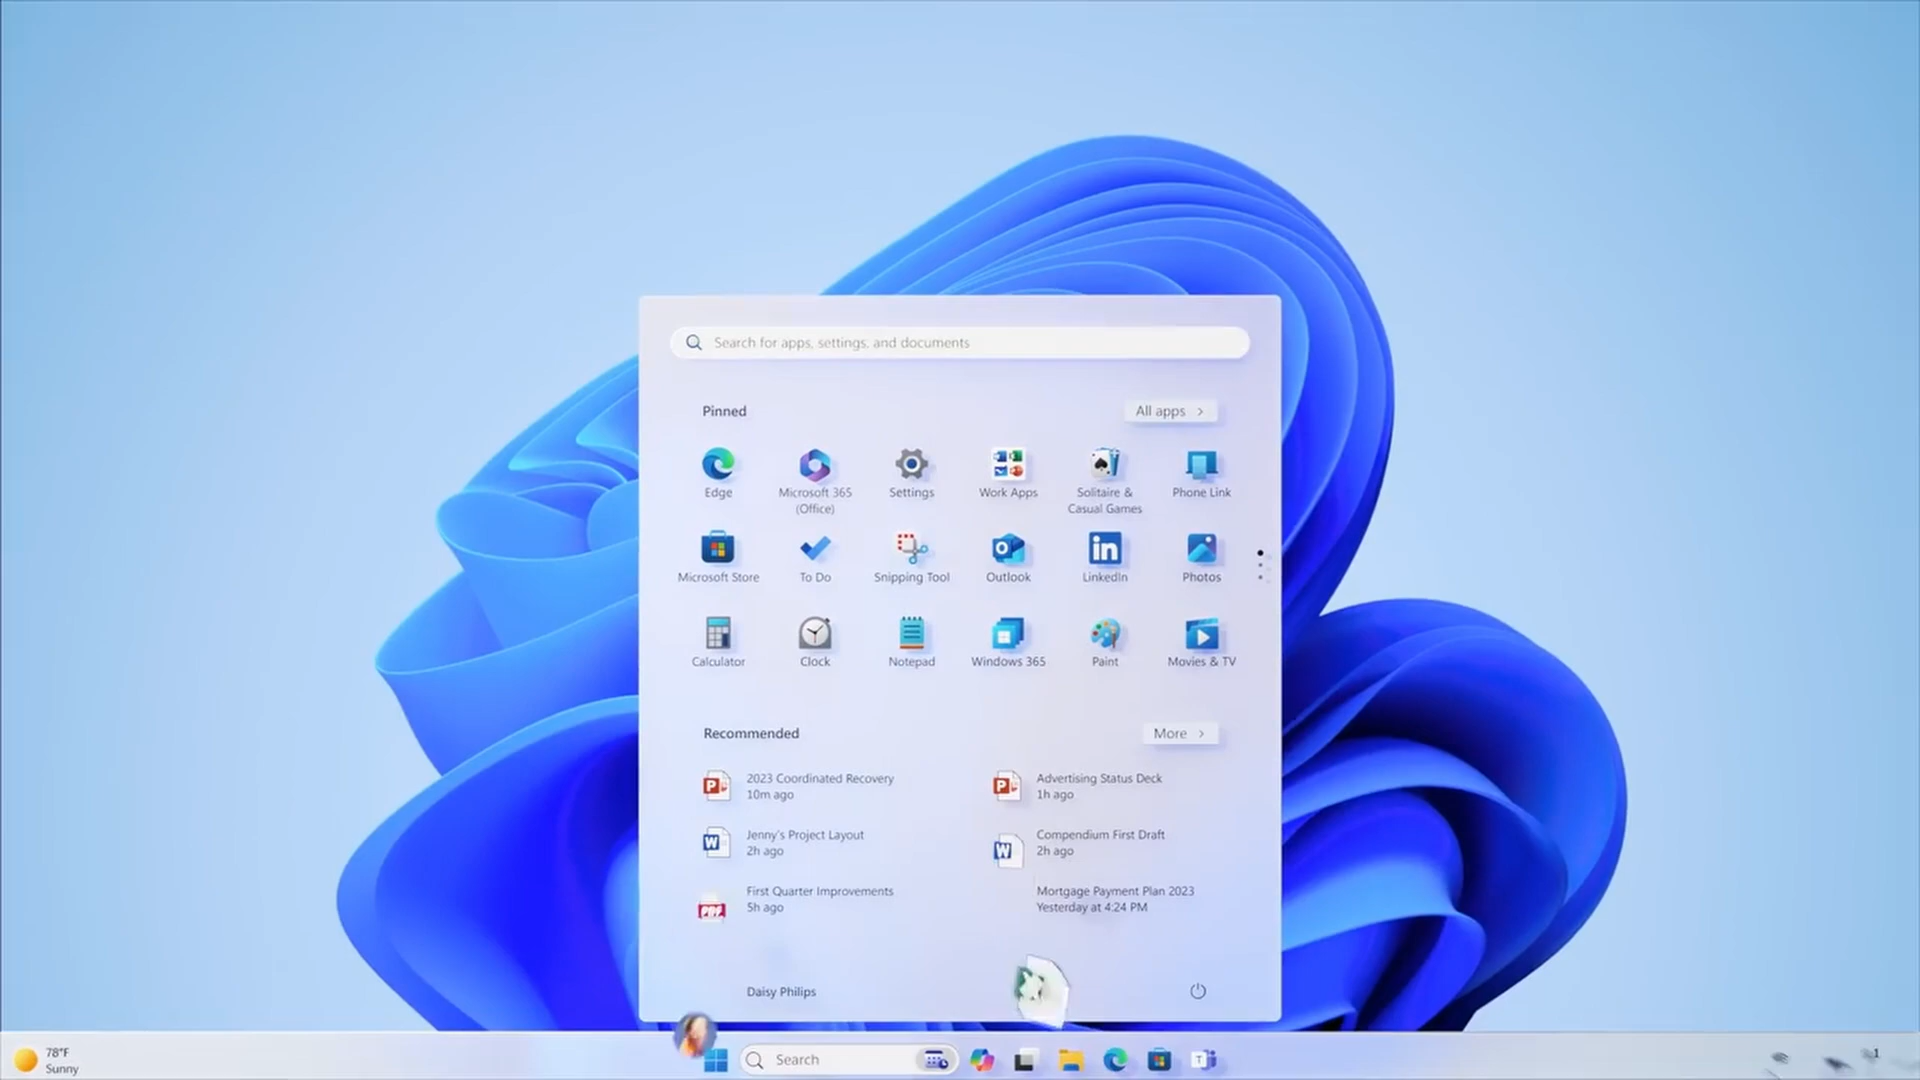 Search for apps, settings, and documents
Pinned
All apps
Edge
Microsoft 365
(Office)
Settings
Work Apps
Solitaire &
Casual Games
Phone Link
Microsoft Store
To Do
Snipping Tool
Outlook
LinkedIn
Photos
Calculator
Clock
Notepad
Windows 365
Paint
Movies & TV
Recommended
More
2023 Coordinated Recovery
10m ago
Advertising Status Deck
1h ago
Jenny's Project Layout
2h ago
Compendium First Draft
2h ago
First Quarter Improvements
5h ago
Mortgage Payment Plan 2023
Yesterday at 4:24 PM
Daisy Philips
78°F
Sunny
Search
1